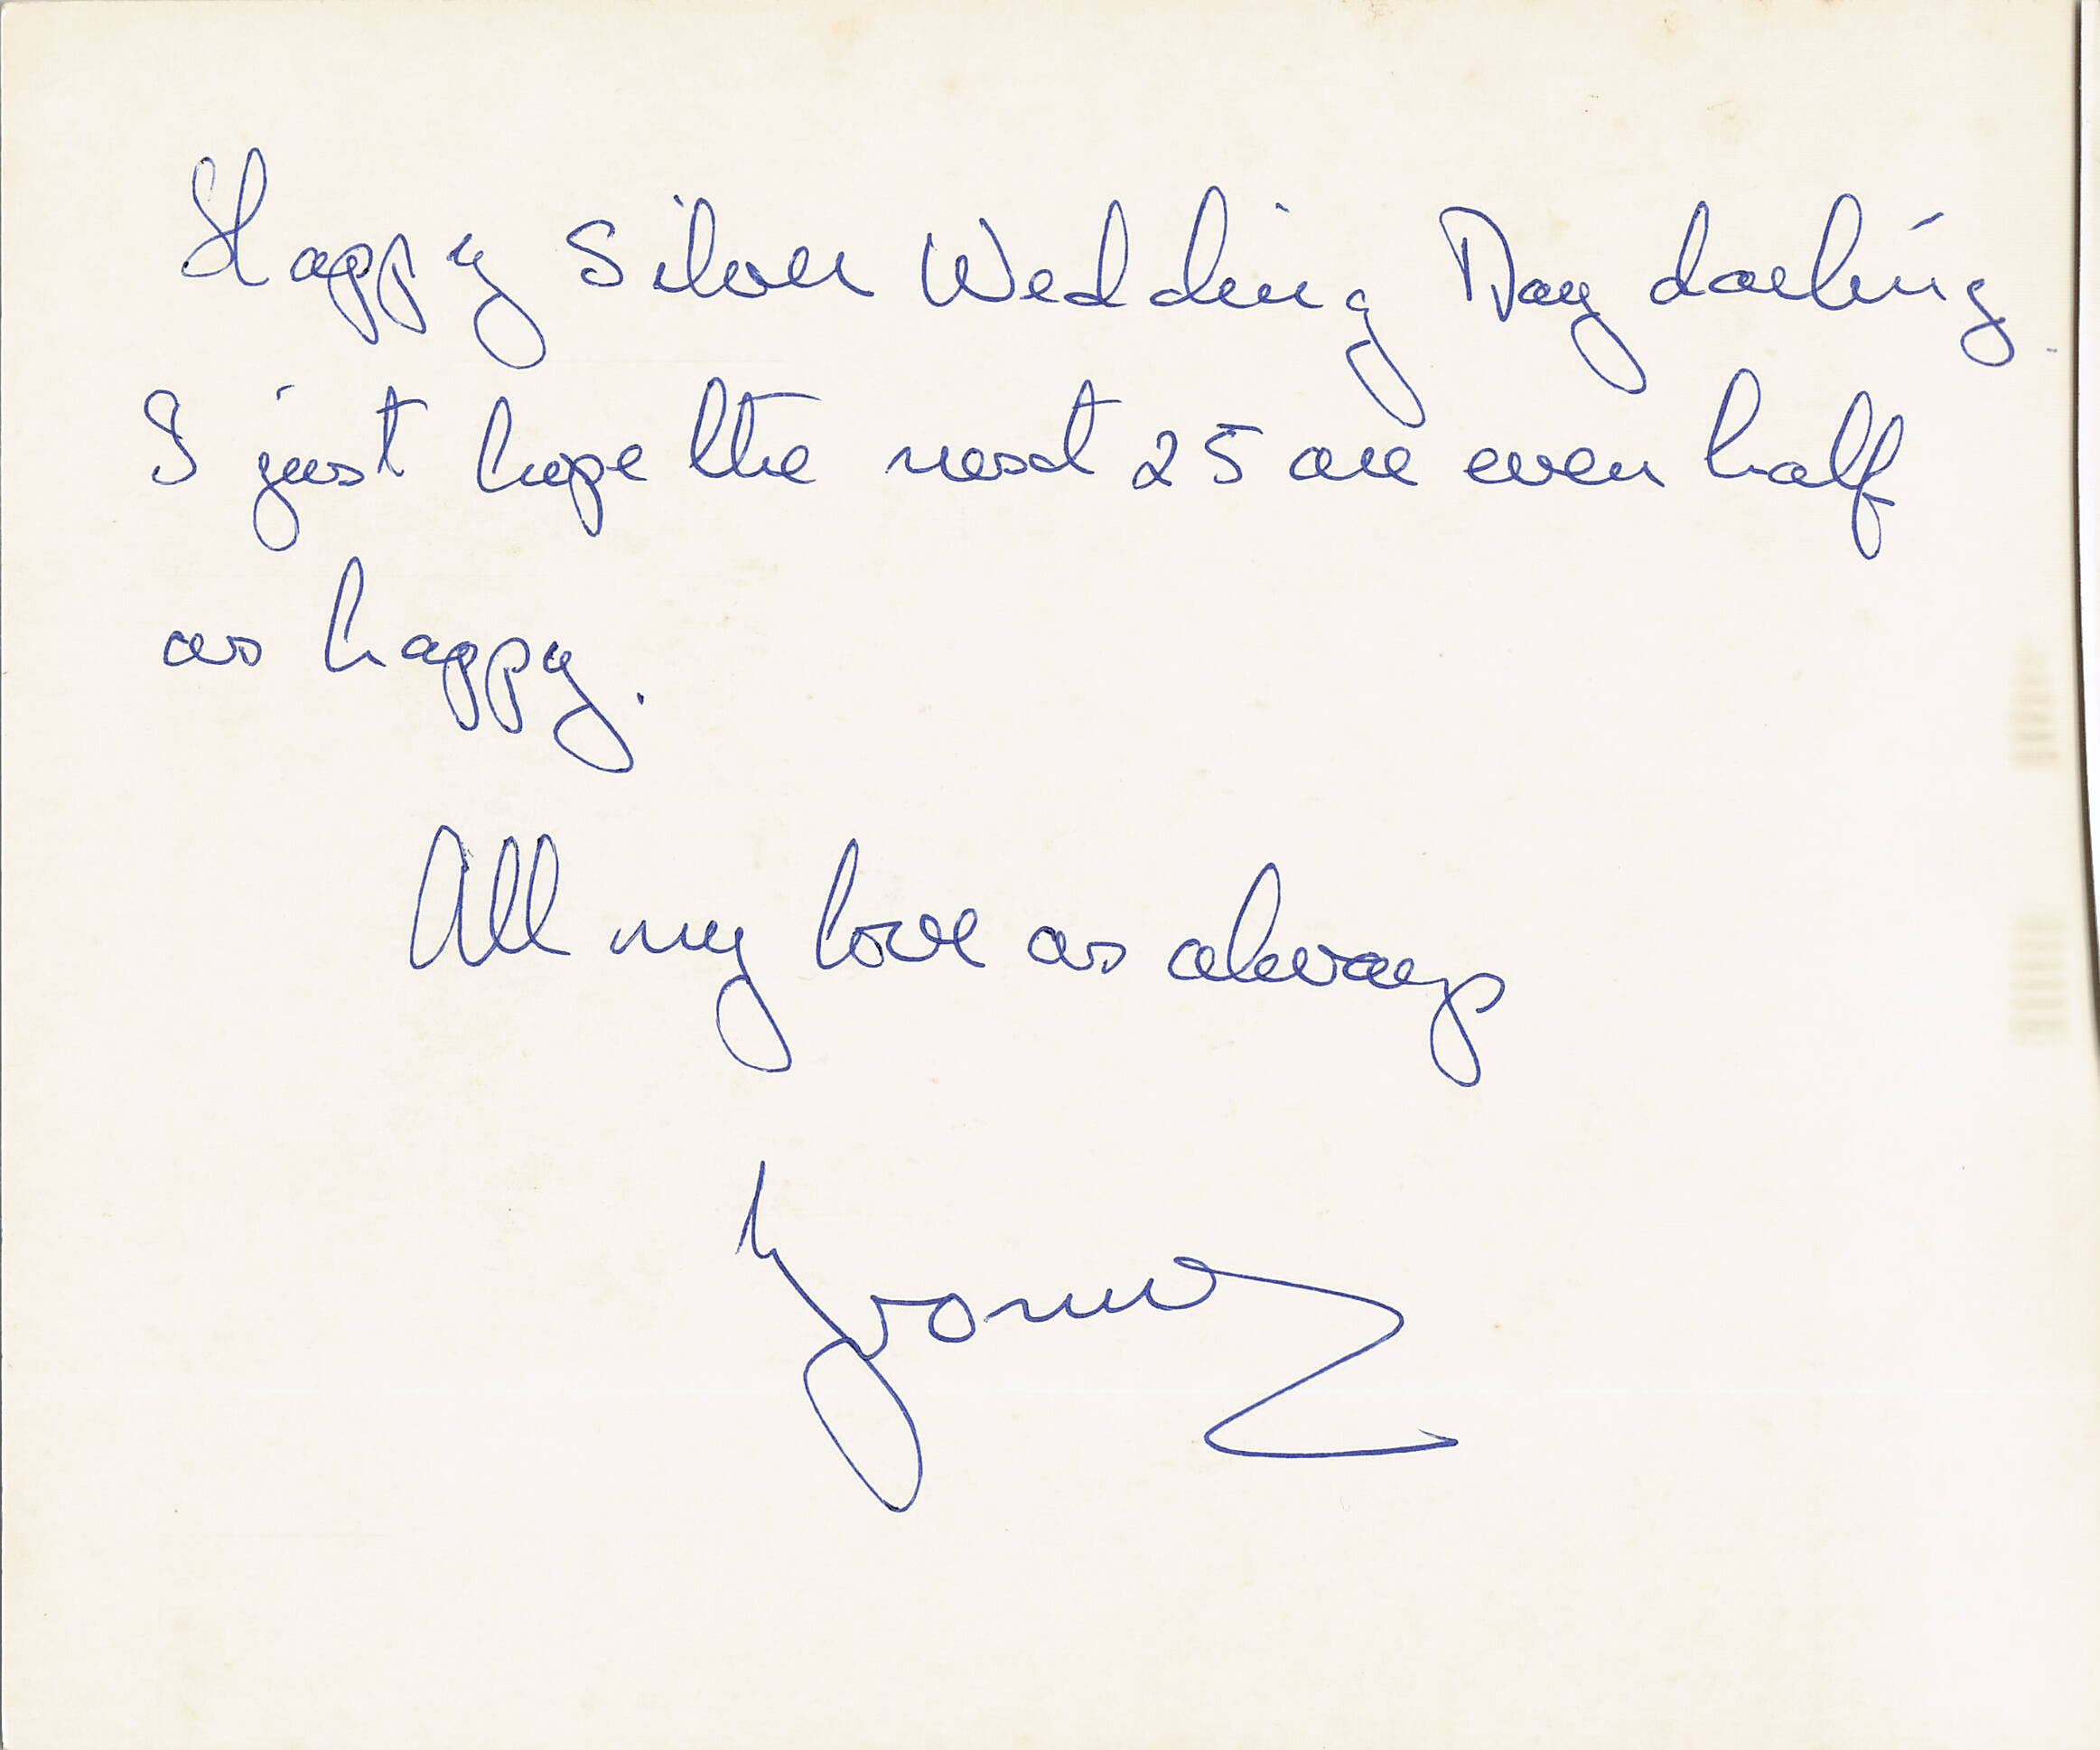 Happy Silver Wedding Day darling.
I just hope the next 25 are even half
as happy.
All my love as always
Yvonne